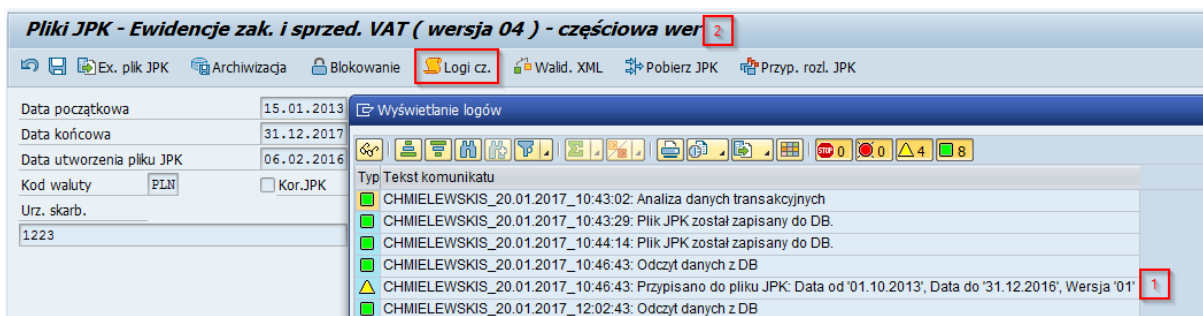 Pliki JPK - Ewidencje zak. i sprzed. VAT ( wersja 04 ) - częściowa wer 2
Ex. plik JPK Archiwizacja Blokowanie Logi cz. Walid. XML Pobierz JPK Przyp. rozl. JPK
Data początkowa 15.01.2013
Data końcowa 31.12.2017
Data utworzenia pliku JPK 06.02.2016
Kod waluty PLN Kor.JPK
Urz. skarb.
1223
Wyświetlanie logów
STOP 0 0 4 8
Typ Tekst komunikatu
CHMIELEWSKIS_20.01.2017_10:43:02: Analiza danych transakcyjnych
CHMIELEWSKIS_20.01.2017_10:43:29: Plik JPK został zapisany do DB.
CHMIELEWSKIS_20.01.2017_10:44:14: Plik JPK został zapisany do DB.
CHMIELEWSKIS_20.01.2017_10:46:43: Odczyt danych z DB
CHMIELEWSKIS_20.01.2017_10:46:43: Przypisano do pliku JPK: Data od '01.10.2013', Data do '31.12.2016', Wersja '01' 1
CHMIELEWSKIS_20.01.2017_12:02:43: Odczyt danych z DB